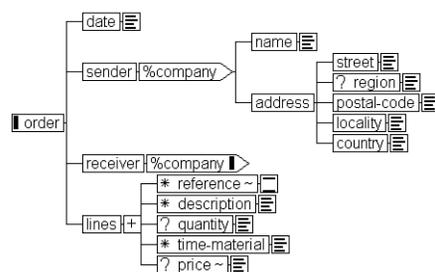 date
name
sender %company
street
? region
address postal-code
order
locality
country
receiver %company
* reference ~
* description
lines + ? quantity
* time-material
? price ~